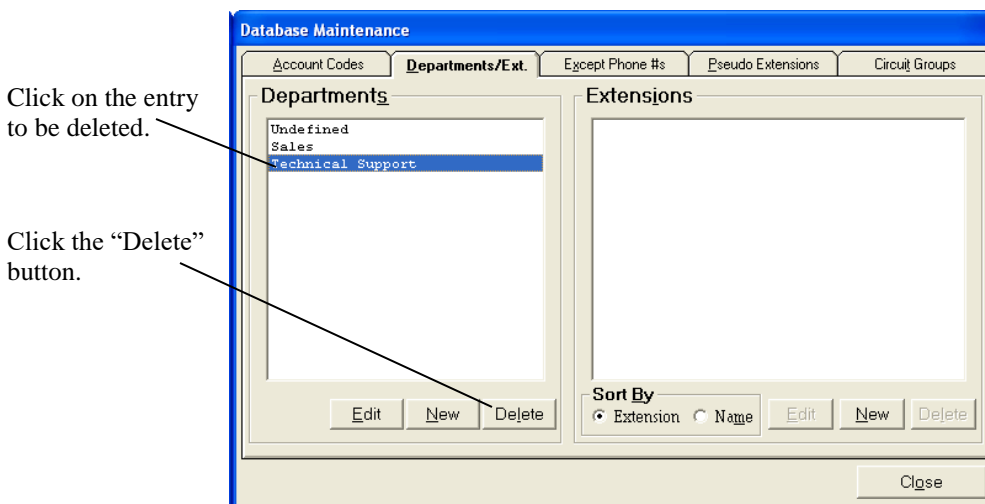 Database Maintenance
Account Codes
Departments/Ext.
Except Phone #s
Pseudo Extensions
Circuit Groups
Click on the entry
to be deleted.
Departments
Undefined
Sales
Technical Support
Extensions
Click the “Delete”
button.
Edit
New
Delete
Sort By
Extension
Name
Edit
New
Delete
Close